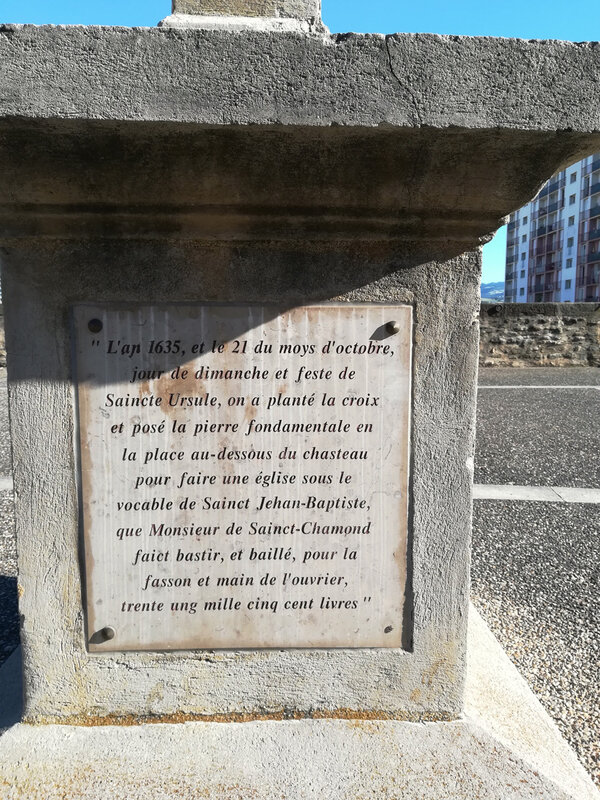 " L'an 1635, et le 21 du moys d'octobre,
jour de dimanche et feste de
Saincte Ursule, on a planté la croix
et posé la pierre fondamentale en
la place au-dessous du chasteau
pour faire une église sous le
vocable de Sainct Jehan-Baptiste,
que Monsieur de Sainct-Chamond
faict bastir, et baillé, pour la
fasson et main de l'ouvrier,
trente ung mille cinq cent livres "